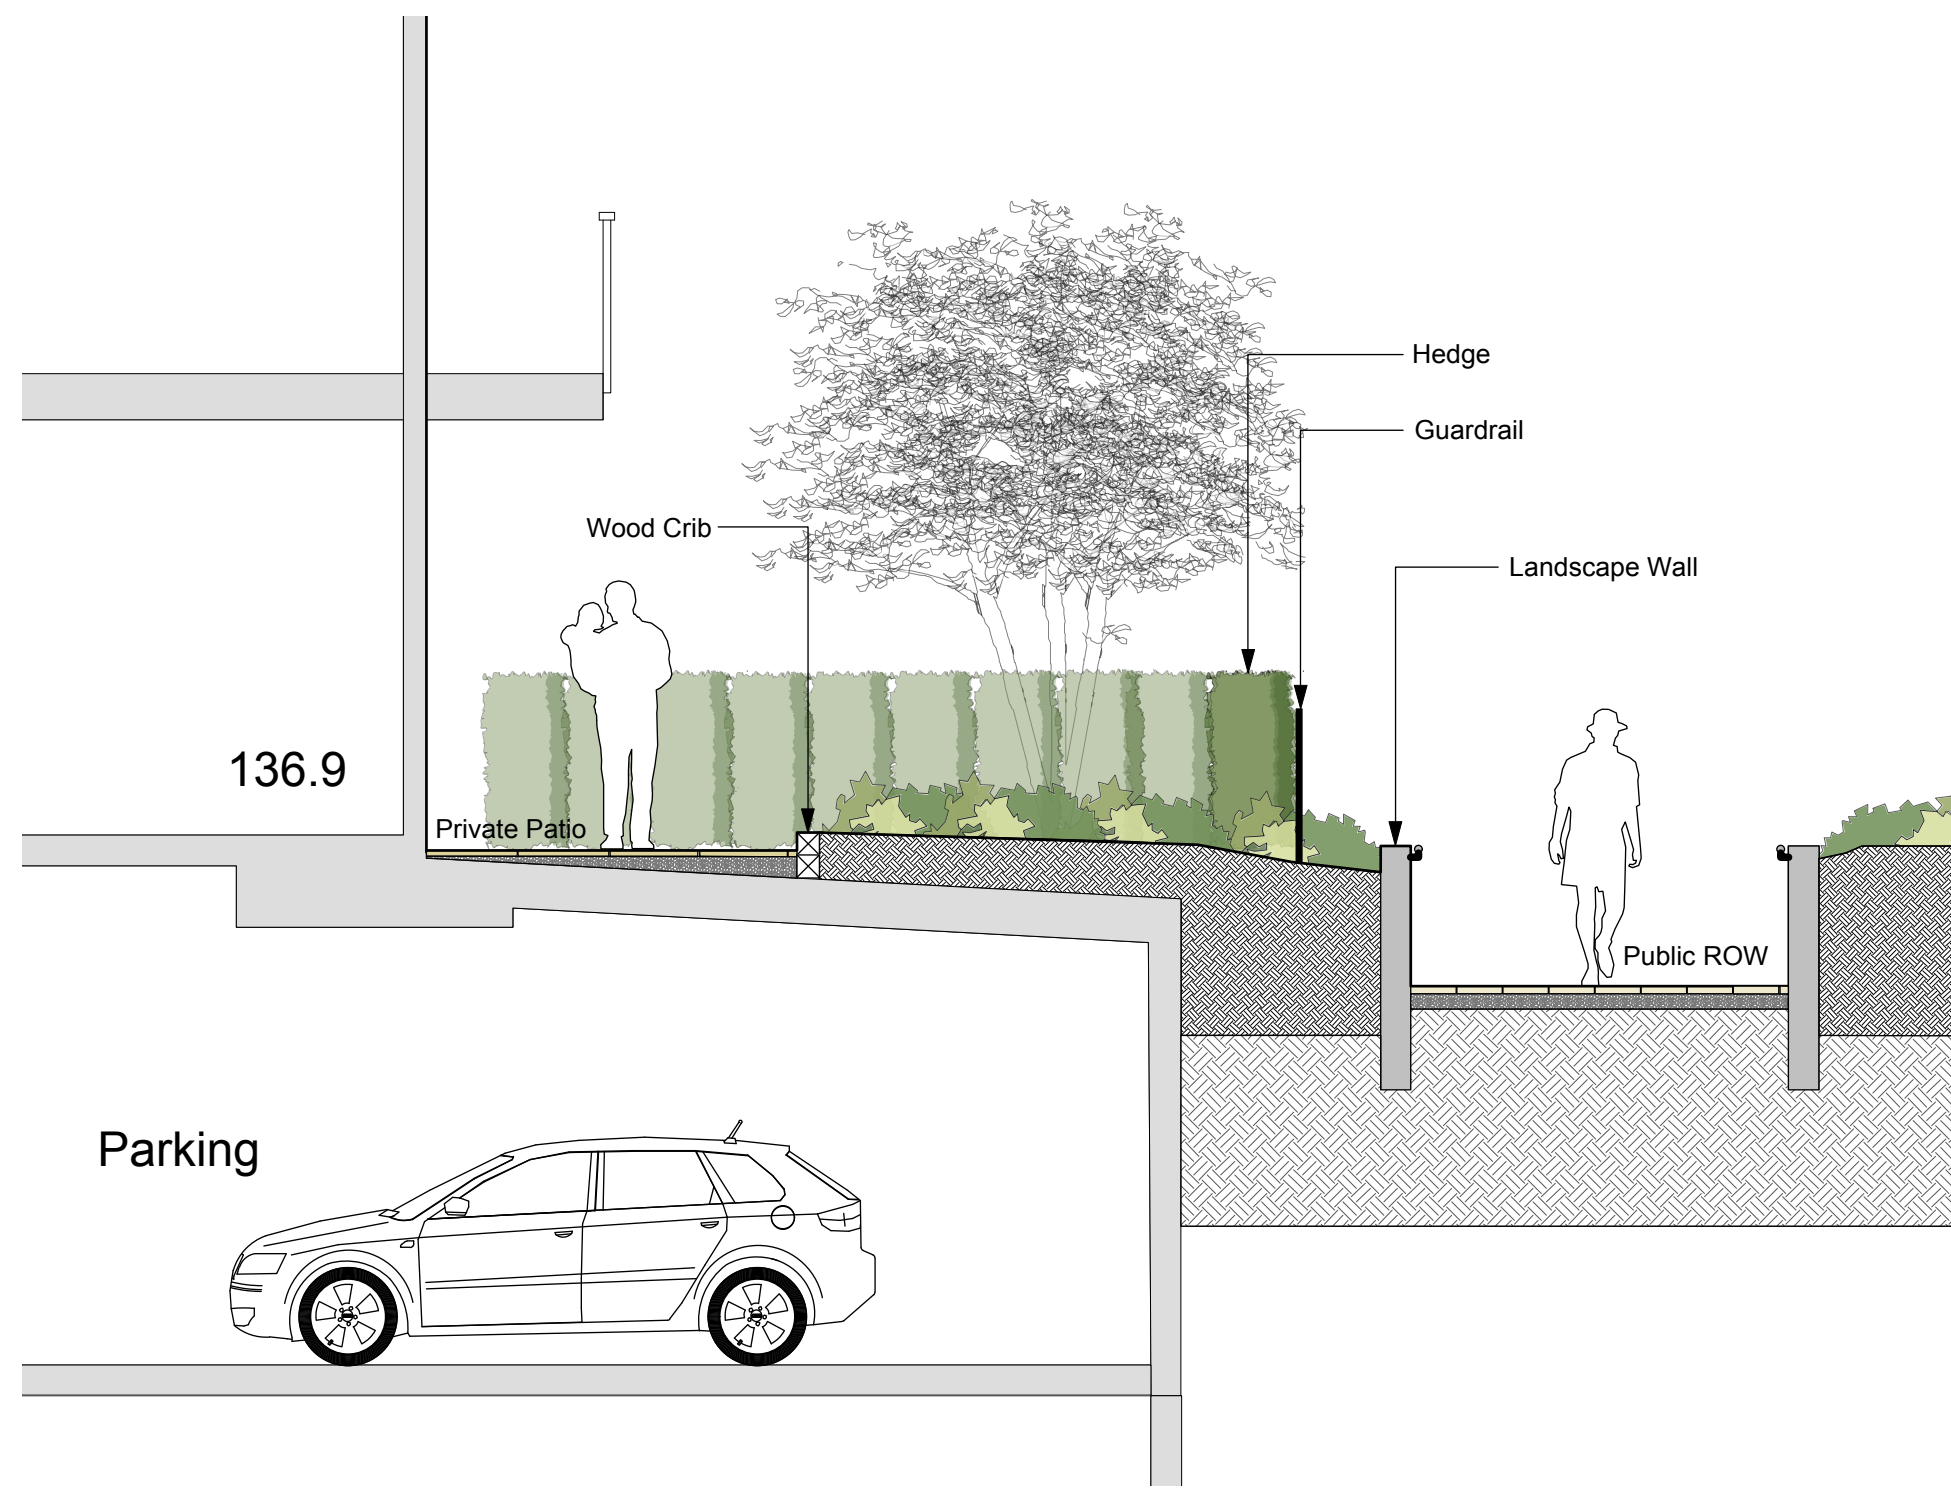 Hedge
Guardrail
Wood Crib
Landscape Wall
136.9
Private Patio
Public ROW
Parking